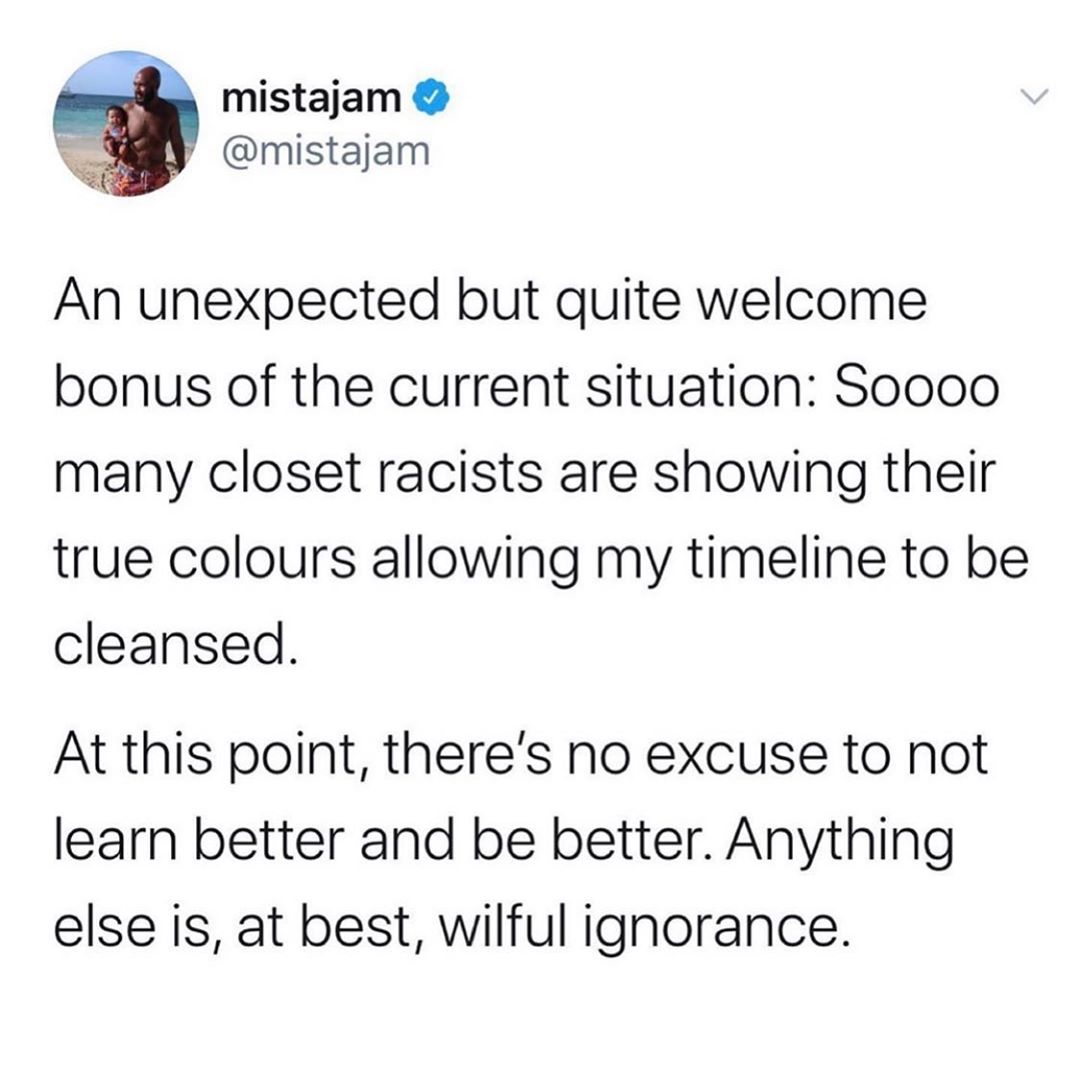 mistajam
@mistajam
An unexpected but quite welcome
bonus of the current situation: Soooo
many closet racists are showing their
true colours allowing my timeline to be
cleansed.
At this point, there’s no excuse to not
learn better and be better. Anything
else is, at best, wilful ignorance.